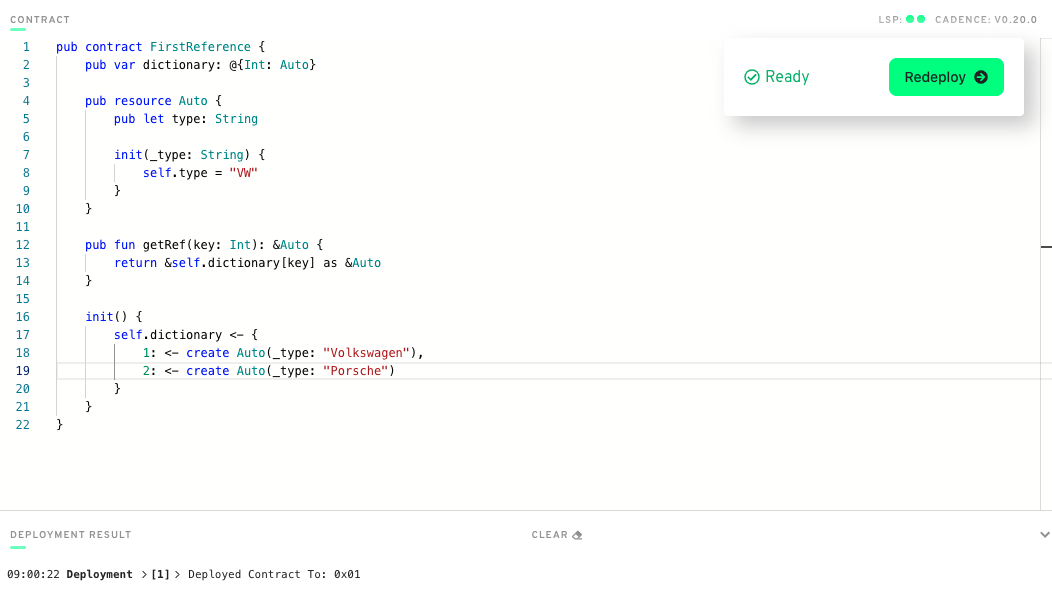 CONTRACT
LSP: CADENCE: V0.20.0
Ready
Redeploy
1 pub contract FirstReference {
2 pub var dictionary: @{Int: Auto}
3
4 pub resource Auto {
5 pub let type: String
6
7 init(_type: String) {
8 self.type = "VW"
9 }
10 }
11
12 pub fun getRef(key: Int): &Auto {
13 return &self.dictionary[key] as &Auto
14 }
15
16 init() {
17 self.dictionary <- {
18 1: <- create Auto(_type: "Volkswagen"),
19 2: <- create Auto(_type: "Porsche")
20 }
21 }
22 }
DEPLOYMENT RESULT
CLEAR
09:00:22 Deployment > [1] > Deployed Contract To: 0x01